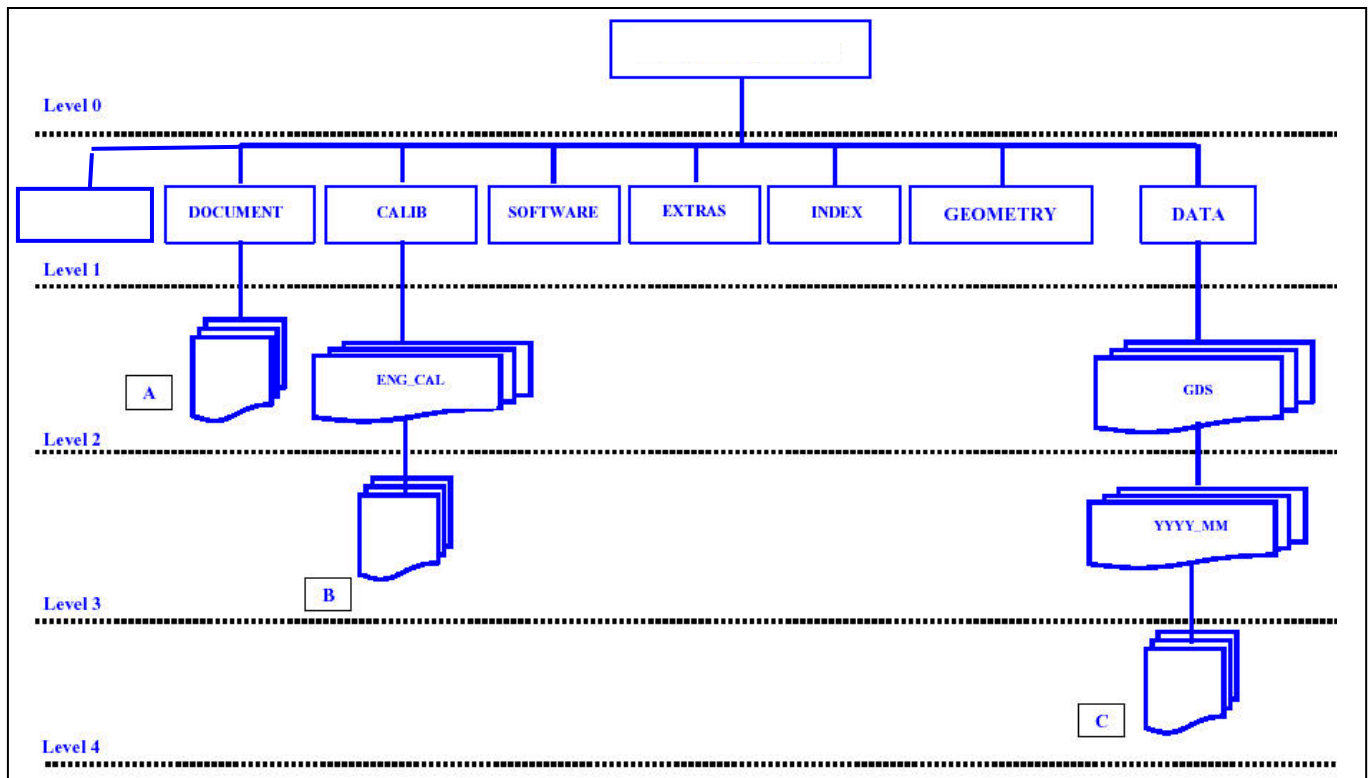 Level 0
DOCUMENT
CALIB
SOFTWARE
EXTRAS
INDEX
GEOMETRY
DATA
Level 1
A
ENG_CAL
GDS
Level 2
YYYY_MM
B
Level 3
C
Level 4